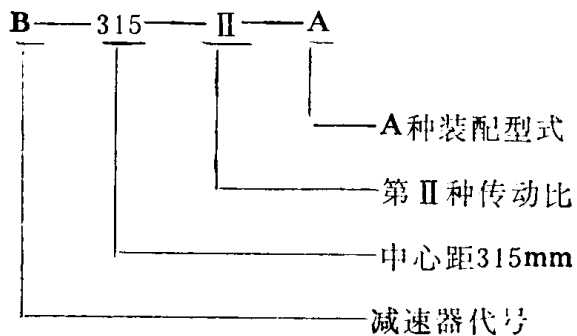 B—315—Ⅱ—A
A种装配型式
第Ⅱ种传动比
中心距315mm
减速器代号